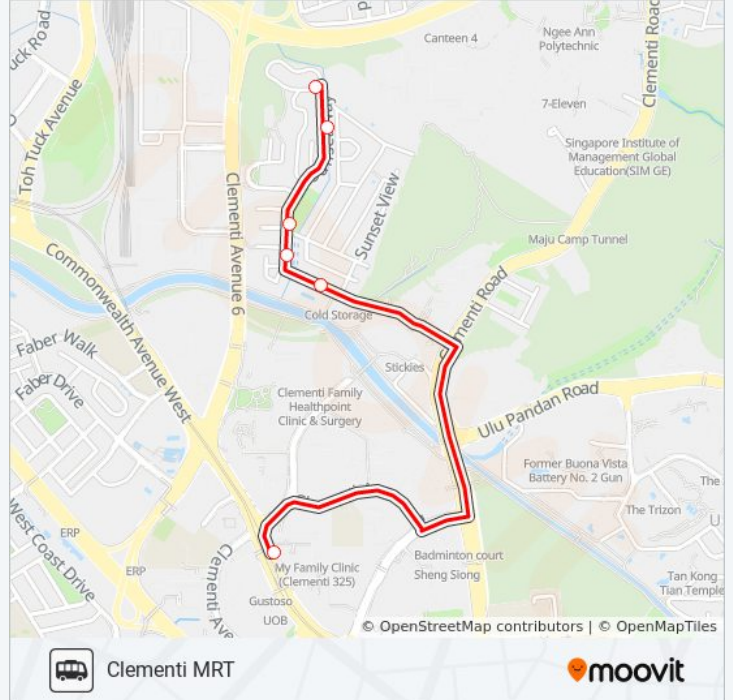 Canteen 4
Ngee Ann
Polytechnic
Clementi Road
Toh Tuck Avenue
7-Eleven
Singapore Institute of
Management Global
Education(SIM GE)
Clementi Avenue 6
Sunset View
Maju Camp Tunnel
Commonwealth Avenue West
Cold Storage
Faber Walk
Stickies
Faber Drive
Clementi Family
Healthpoint
Clinic & Surgery
Ulu Pandan Road
Former Buona Vista
Battery No. 2 Gun
The
The Trizon
U
West Coast Drive
ERP
ERP
Clementi Ave
My Family Clinic
(Clementi 325)
Badminton court
Sheng Siong
Tan Kong
Tian Temple
Gustoso
UOB
© OpenStreetMap contributors | © OpenMapTiles
Clementi MRT
moovit